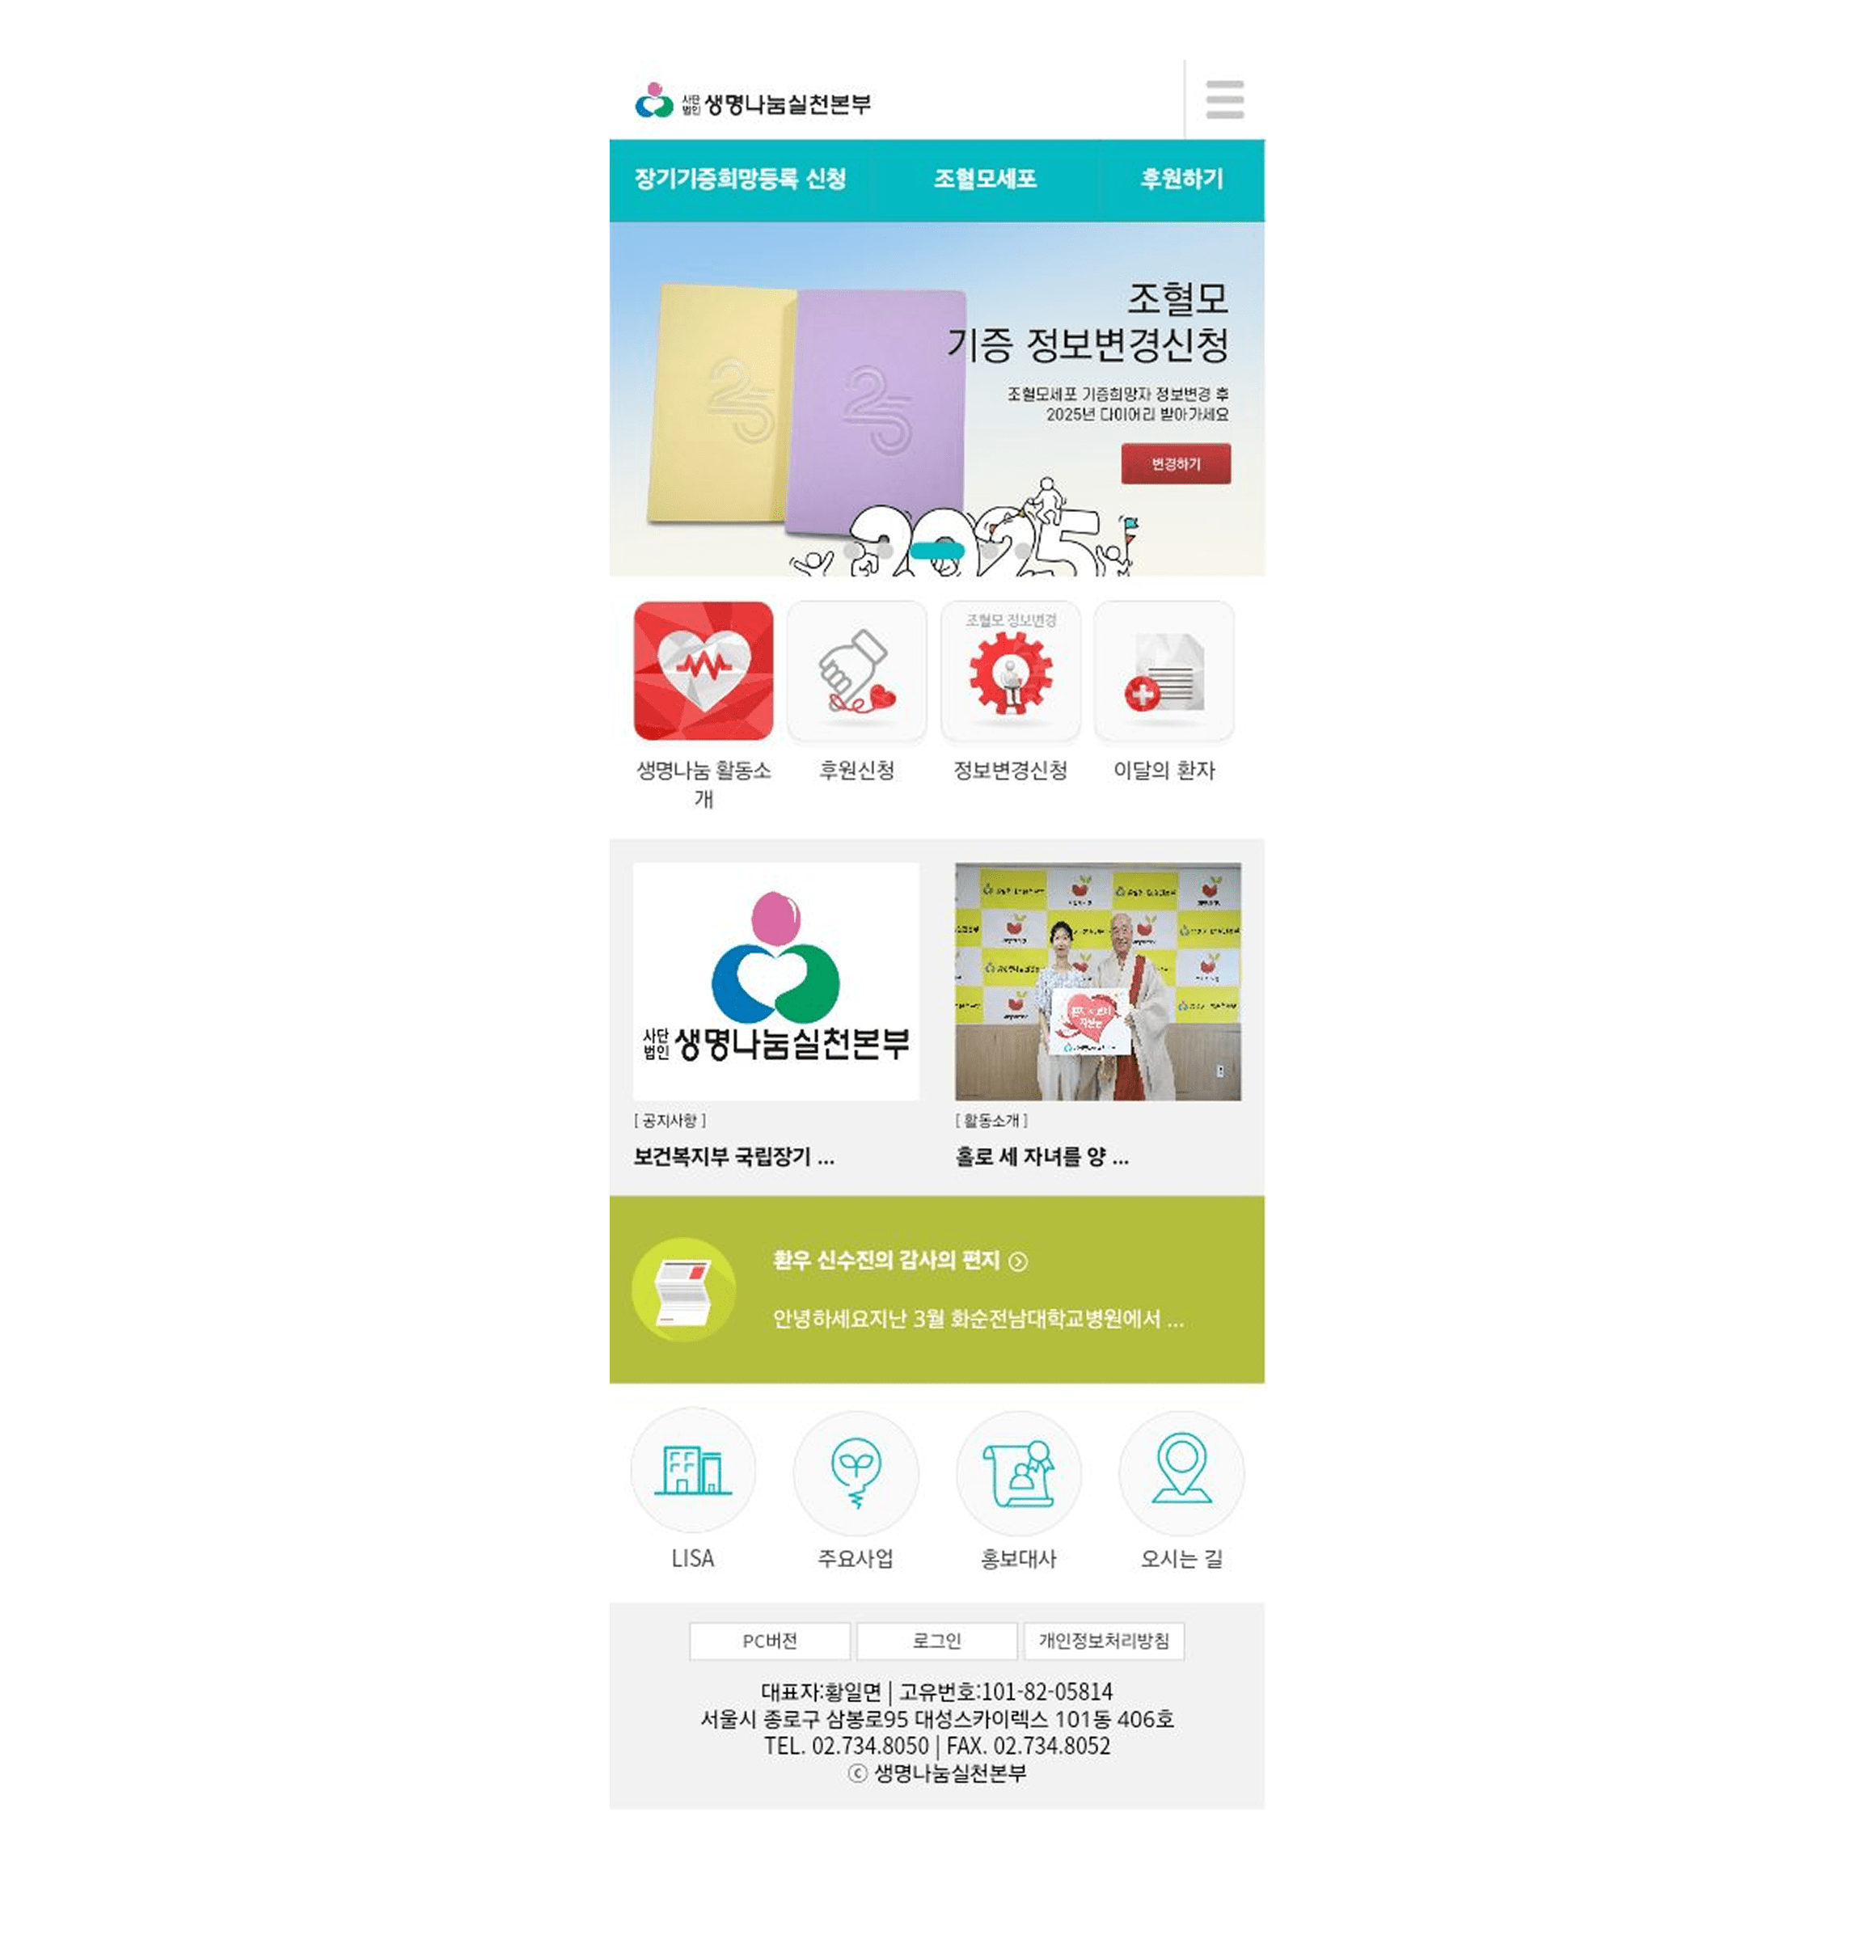 사단
법인 생명나눔실천본부
장기기증희망등록 신청 조혈모세포 후원하기
조혈모
기증 정보변경신청
조혈모세포 기증희망자 정보변경 후
2025년 다이어리 받아가세요
변경하기
25 25
2025
조혈모 정보변경
생명나눔 활동소
개
후원신청
정보변경신청
이달의 환자
사단
법인 생명나눔실천본부
[ 공지사항 ]
보건복지부 국립장기 ...
[ 활동소개 ]
홀로 세 자녀를 양 ...
환우 신수진의 감사의 편지
안녕하세요지난 3월 화순전남대학교병원에서 ...
LISA 주요사업 홍보대사 오시는 길
PC버전 로그인 개인정보처리방침
대표자:황일면 | 고유번호:101-82-05814
서울시 종로구 삼봉로95 대성스카이렉스 101동 406호
TEL. 02.734.8050 | FAX. 02.734.8052
ⓒ 생명나눔실천본부